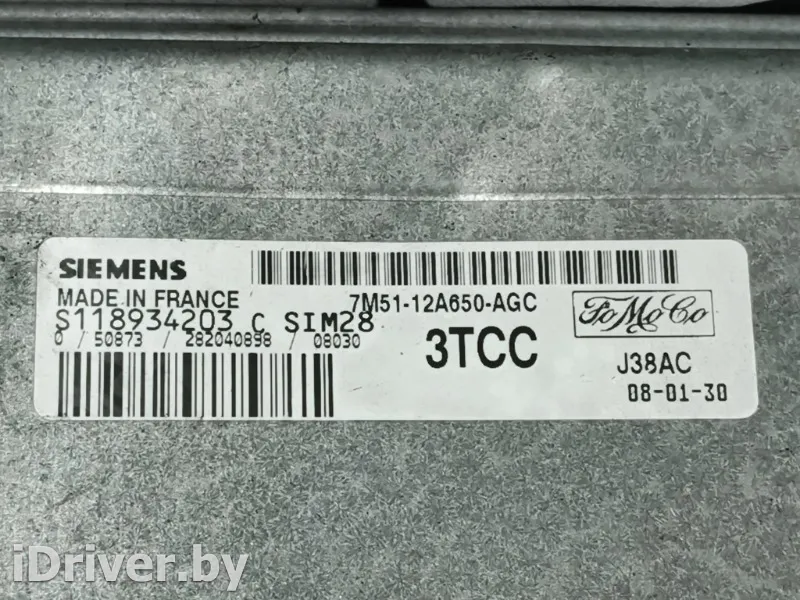 SIEMENS
MADE IN FRANCE
7M51-12A650-AGC
S118934203 C SIM28
0 / 50873 / 282040898 / 08030
3TCC
FoMoCo
J38AC
08-01-30
iDriver.by